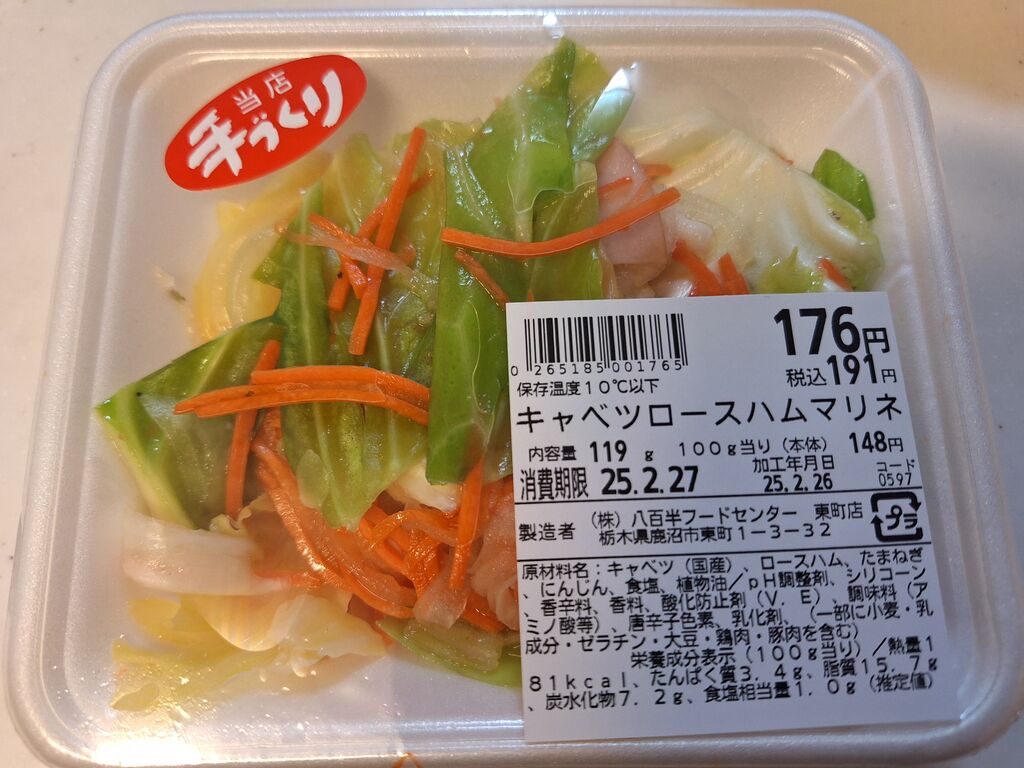 当店
手づくり
0 265185 001765
176円
税込191円
保存温度10℃以下
キャベツロースハムマリネ
内容量 119 g 100g当り(本体) 148円
消費期限 25.2.27
加工年月日
25.2.26
コード
0597
製造者 (株)八百半フードセンター 東町店
栃木県鹿沼市東町1-3-32
プラ
原材料名:キャベツ(国産)、ロースハム、たまねぎ
、にんじん、食塩、植物油/pH調整剤、シリコーン
、香辛料、香料、酸化防止剤(V.E)、調味料(ア
ミノ酸等)、唐辛子色素、乳化剤、(一部に小麦・乳
成分・ゼラチン・大豆・鶏肉・豚肉を含む)
栄養成分表示(100g当り)/熱量1
81kcal、たんぱく質3.4g、脂質15.7g
、炭水化物7.2g、食塩相当量1.0g(推定値)